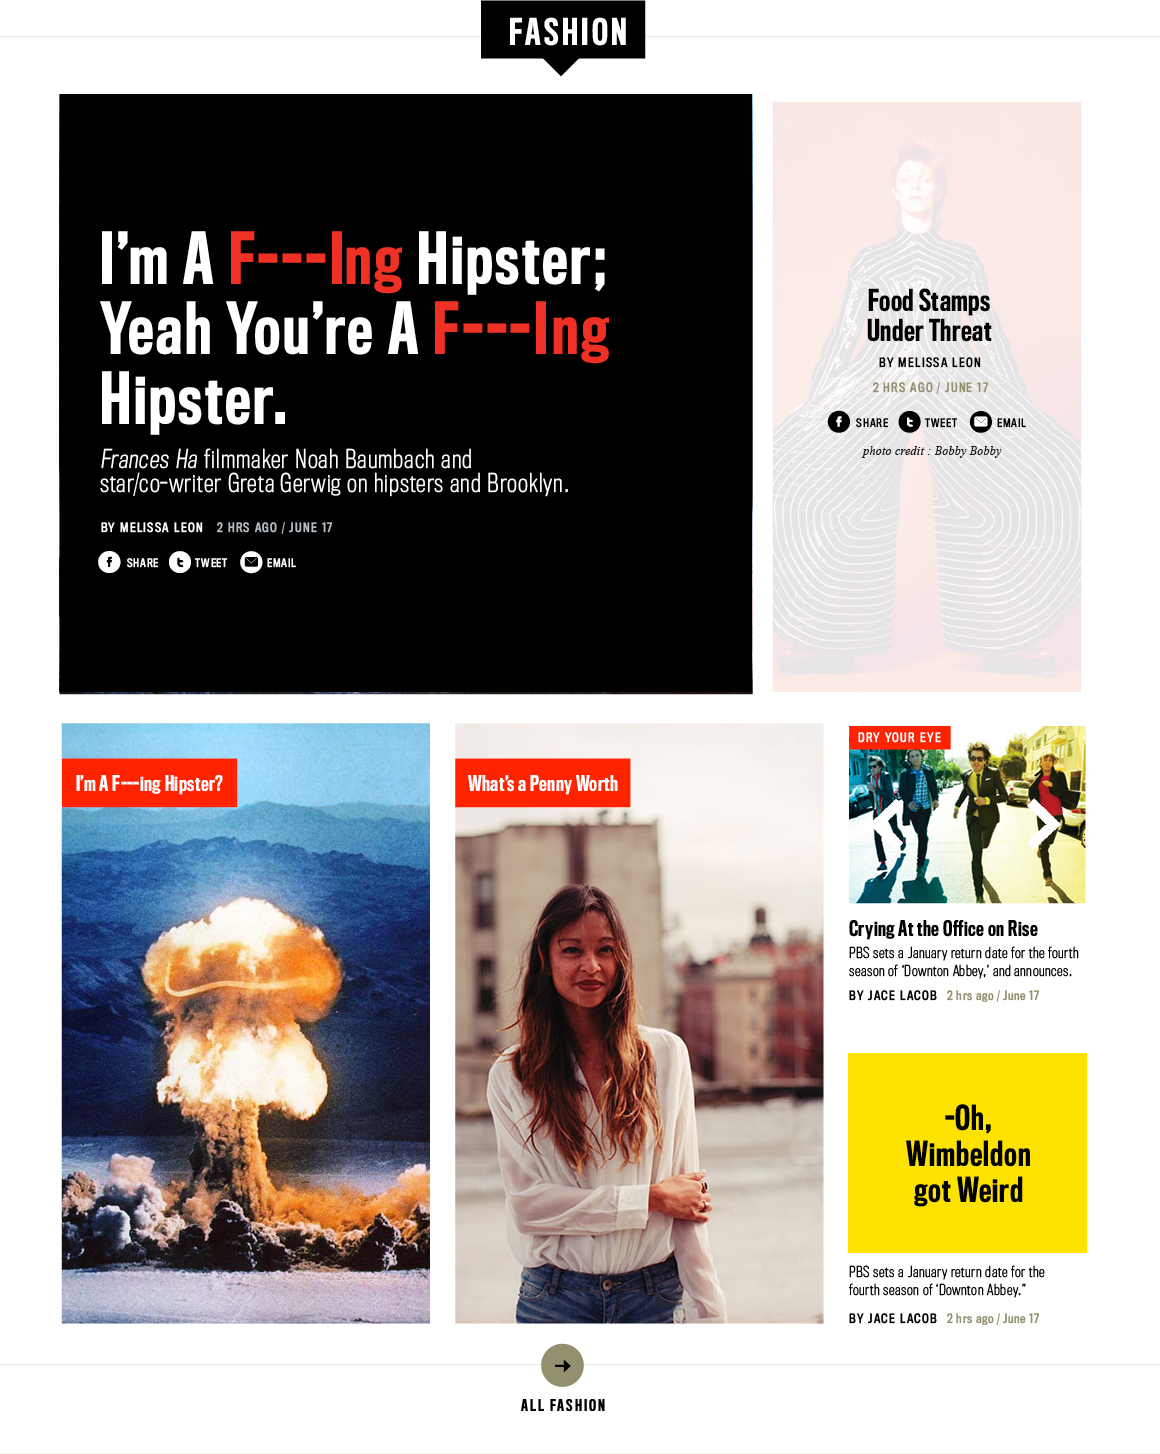 FASHION
I'm A F---Ing Hipster;
Yeah You're A F---Ing
Hipster.
Frances Ha filmmaker Noah Baumbach and
star/co-writer Greta Gerwig on hipsters and Brooklyn.
BY MELISSA LEON 2 HRS AGO / JUNE 17
SHARE TWEET EMAIL
Food Stamps
Under Threat
BY MELISSA LEON
2 HRS AGO / JUNE 17
SHARE TWEET EMAIL
photo credit : Bobby Bobby
I'm A F---ing Hipster?
What's a Penny Worth
DRY YOUR EYE
Crying At the Office on Rise
PBS sets a January return date for the fourth
season of 'Downton Abbey,' and announces.
BY JACE LACOB 2 hrs ago / June 17
-Oh,
Wimbeldon
got Weird
PBS sets a January return date for the
fourth season of 'Downton Abbey."
BY JACE LACOB 2 hrs ago / June 17
ALL FASHION